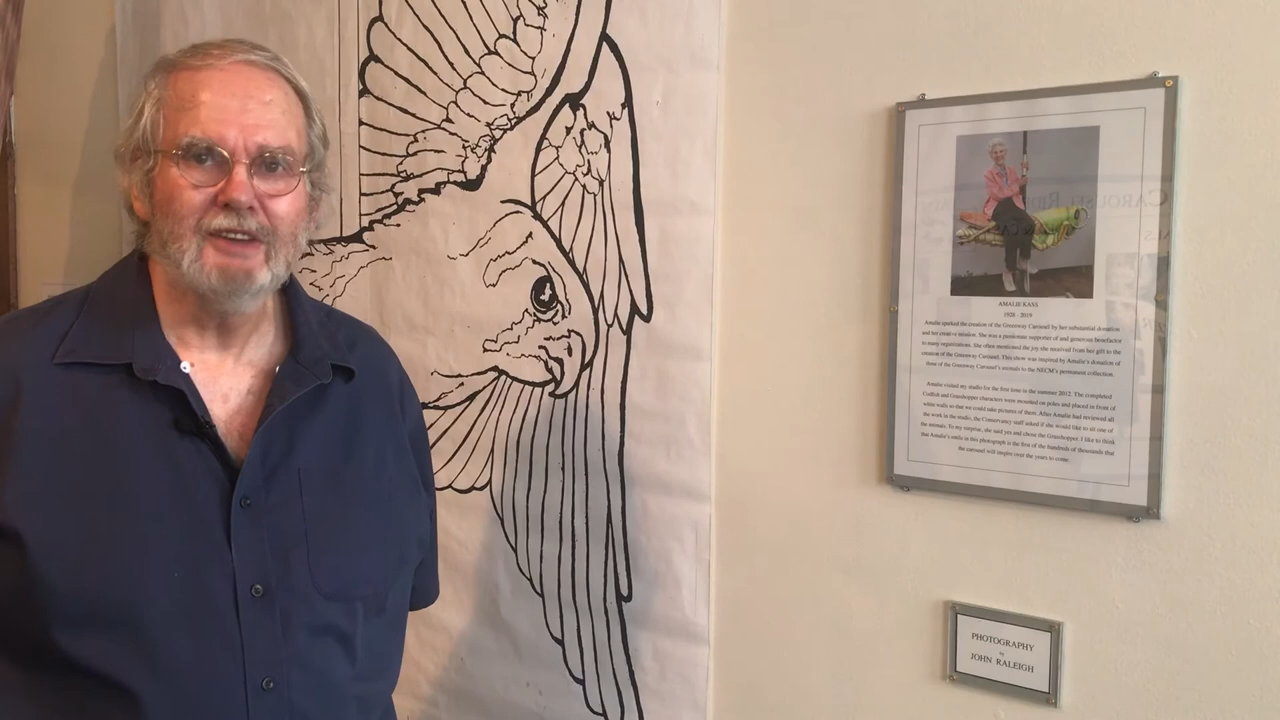 AMALIE KASS
1928 - 2019
Amalie sparked the creation of the Greenway Carousel by her substantial donation
and her creative mission. She was a passionate supporter of and generous benefactor
to many organizations. She often mentioned the joy she received from her gift to the
creation of the Greenway Carousel. This show was inspired by Amalie's donation of
those of the Greenway Carousel's animals to the NECM's permanent collection.
Amalie visited my studio for the first time in the summer 2012. The completed
Codfish and Grasshopper characters were mounted on poles and placed in front of
white walls so that we could take pictures of them. After Amalie had reviewed all
the work in the studio, the Conservancy staff asked if she would like to sit one of
the animals. To my surprise, she said yes and chose the Grasshopper. I like to think
that Amalie's smile in this photograph is the first of the hundreds of thousands that
the carousel will inspire over the years to come.
PHOTOGRAPHY
by
JOHN RALEIGH